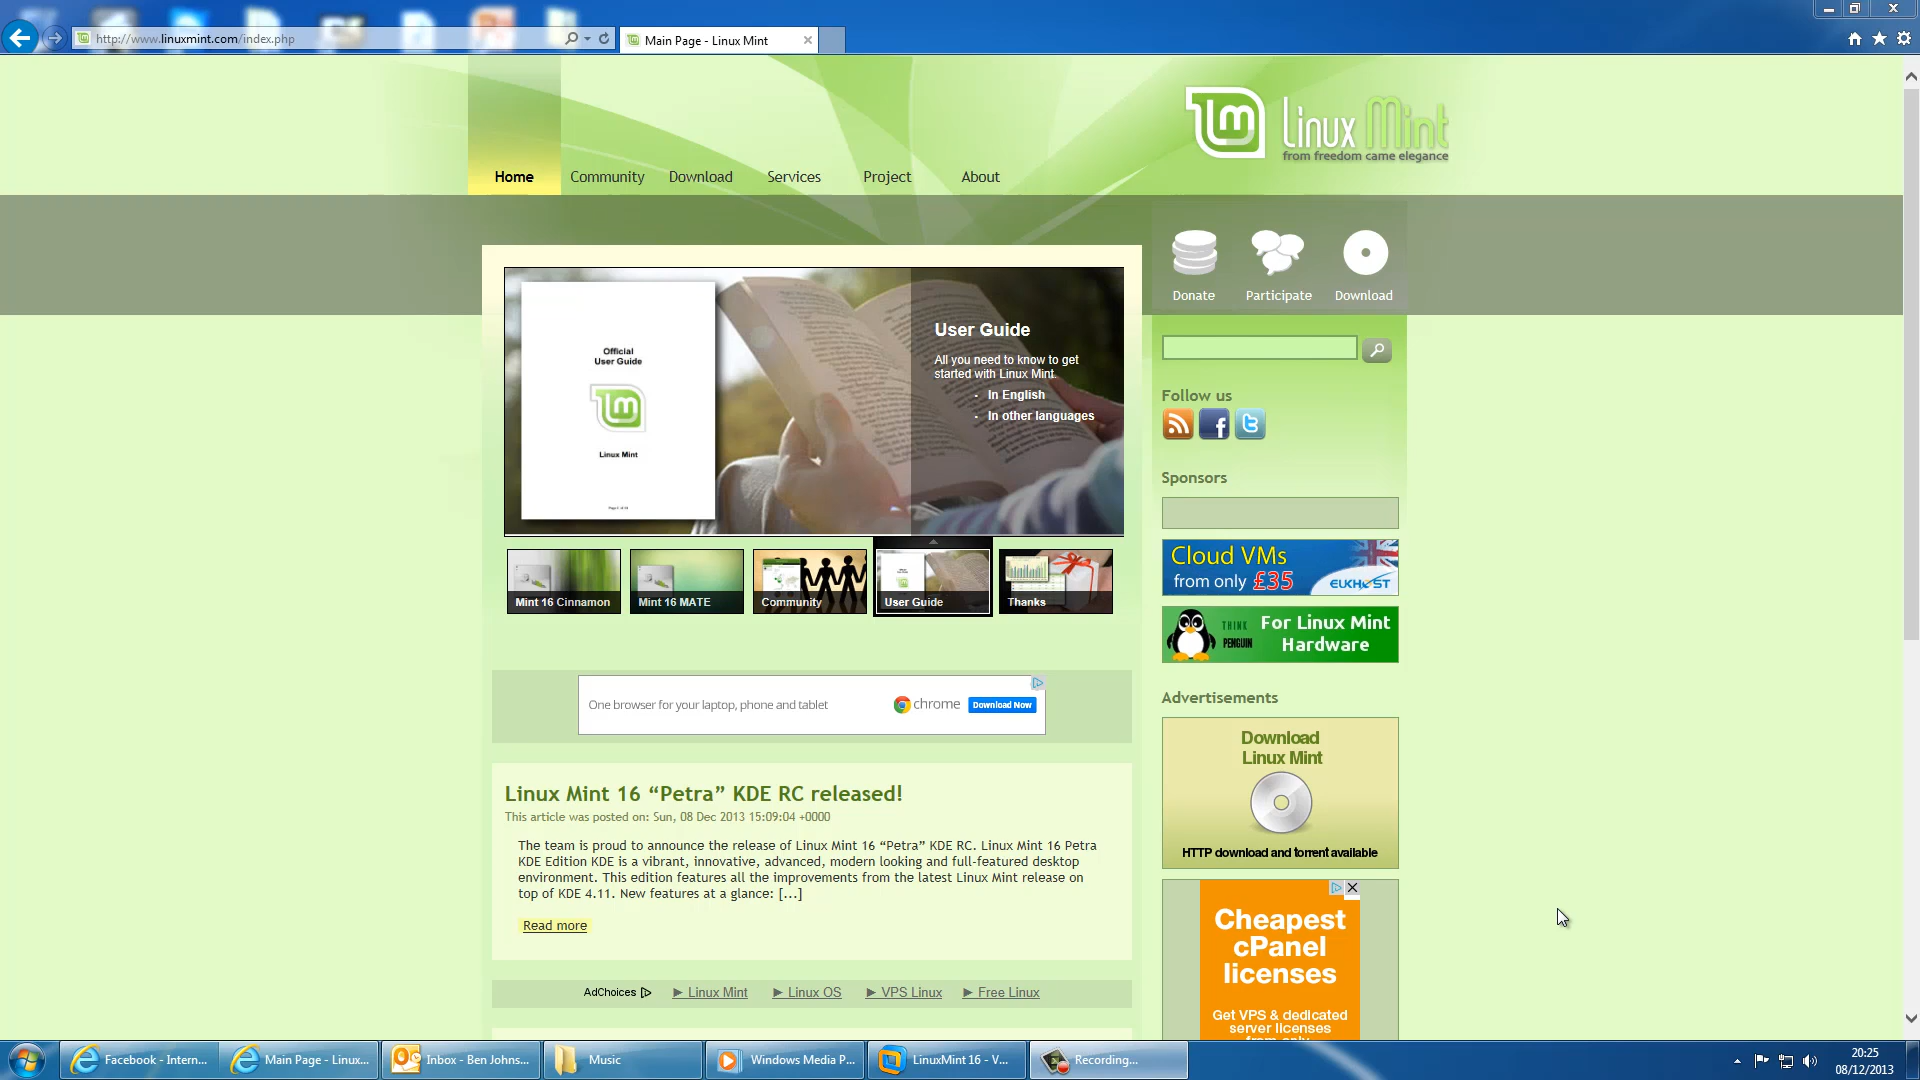 http://www.linuxmint.com/index.php
Main Page - Linux Mint
Linux Mint
from freedom came elegance
Home
Community
Download
Services
Project
About
Donate
Participate
Download
Official
User Guide
Linux Mint
User Guide
All you need to know to get
started with Linux Mint.
In English
In other languages
Mint 16 Cinnamon
Mint 16 MATE
Community
User Guide
Thanks
Follow us
Sponsors
Cloud VMs
from only £35
ELKHOST
THINK
PENGUIN
For Linux Mint
Hardware
One browser for your laptop, phone and tablet
chrome
Download Now
Advertisements
Download
Linux Mint
HTTP download and torrent available
Linux Mint 16 “Petra” KDE RC released!
This article was posted on: Sun, 08 Dec 2013 15:09:04 +0000
The team is proud to announce the release of Linux Mint 16 “Petra” KDE RC. Linux Mint 16 Petra
KDE Edition KDE is a vibrant, innovative, advanced, modern looking and full-featured desktop
environment. This edition features all the improvements from the latest Linux Mint release on
top of KDE 4.11. New features at a glance: [...]
Read more
Cheapest
cPanel
licenses
Get VPS & dedicated
server licenses
AdChoices
► Linux Mint
► Linux OS
► VPS Linux
► Free Linux
Facebook - Intern...
Main Page - Linux...
Inbox - Ben Johns...
Music
Windows Media P...
LinuxMint 16 - V...
Recording...
20:25
08/12/2013